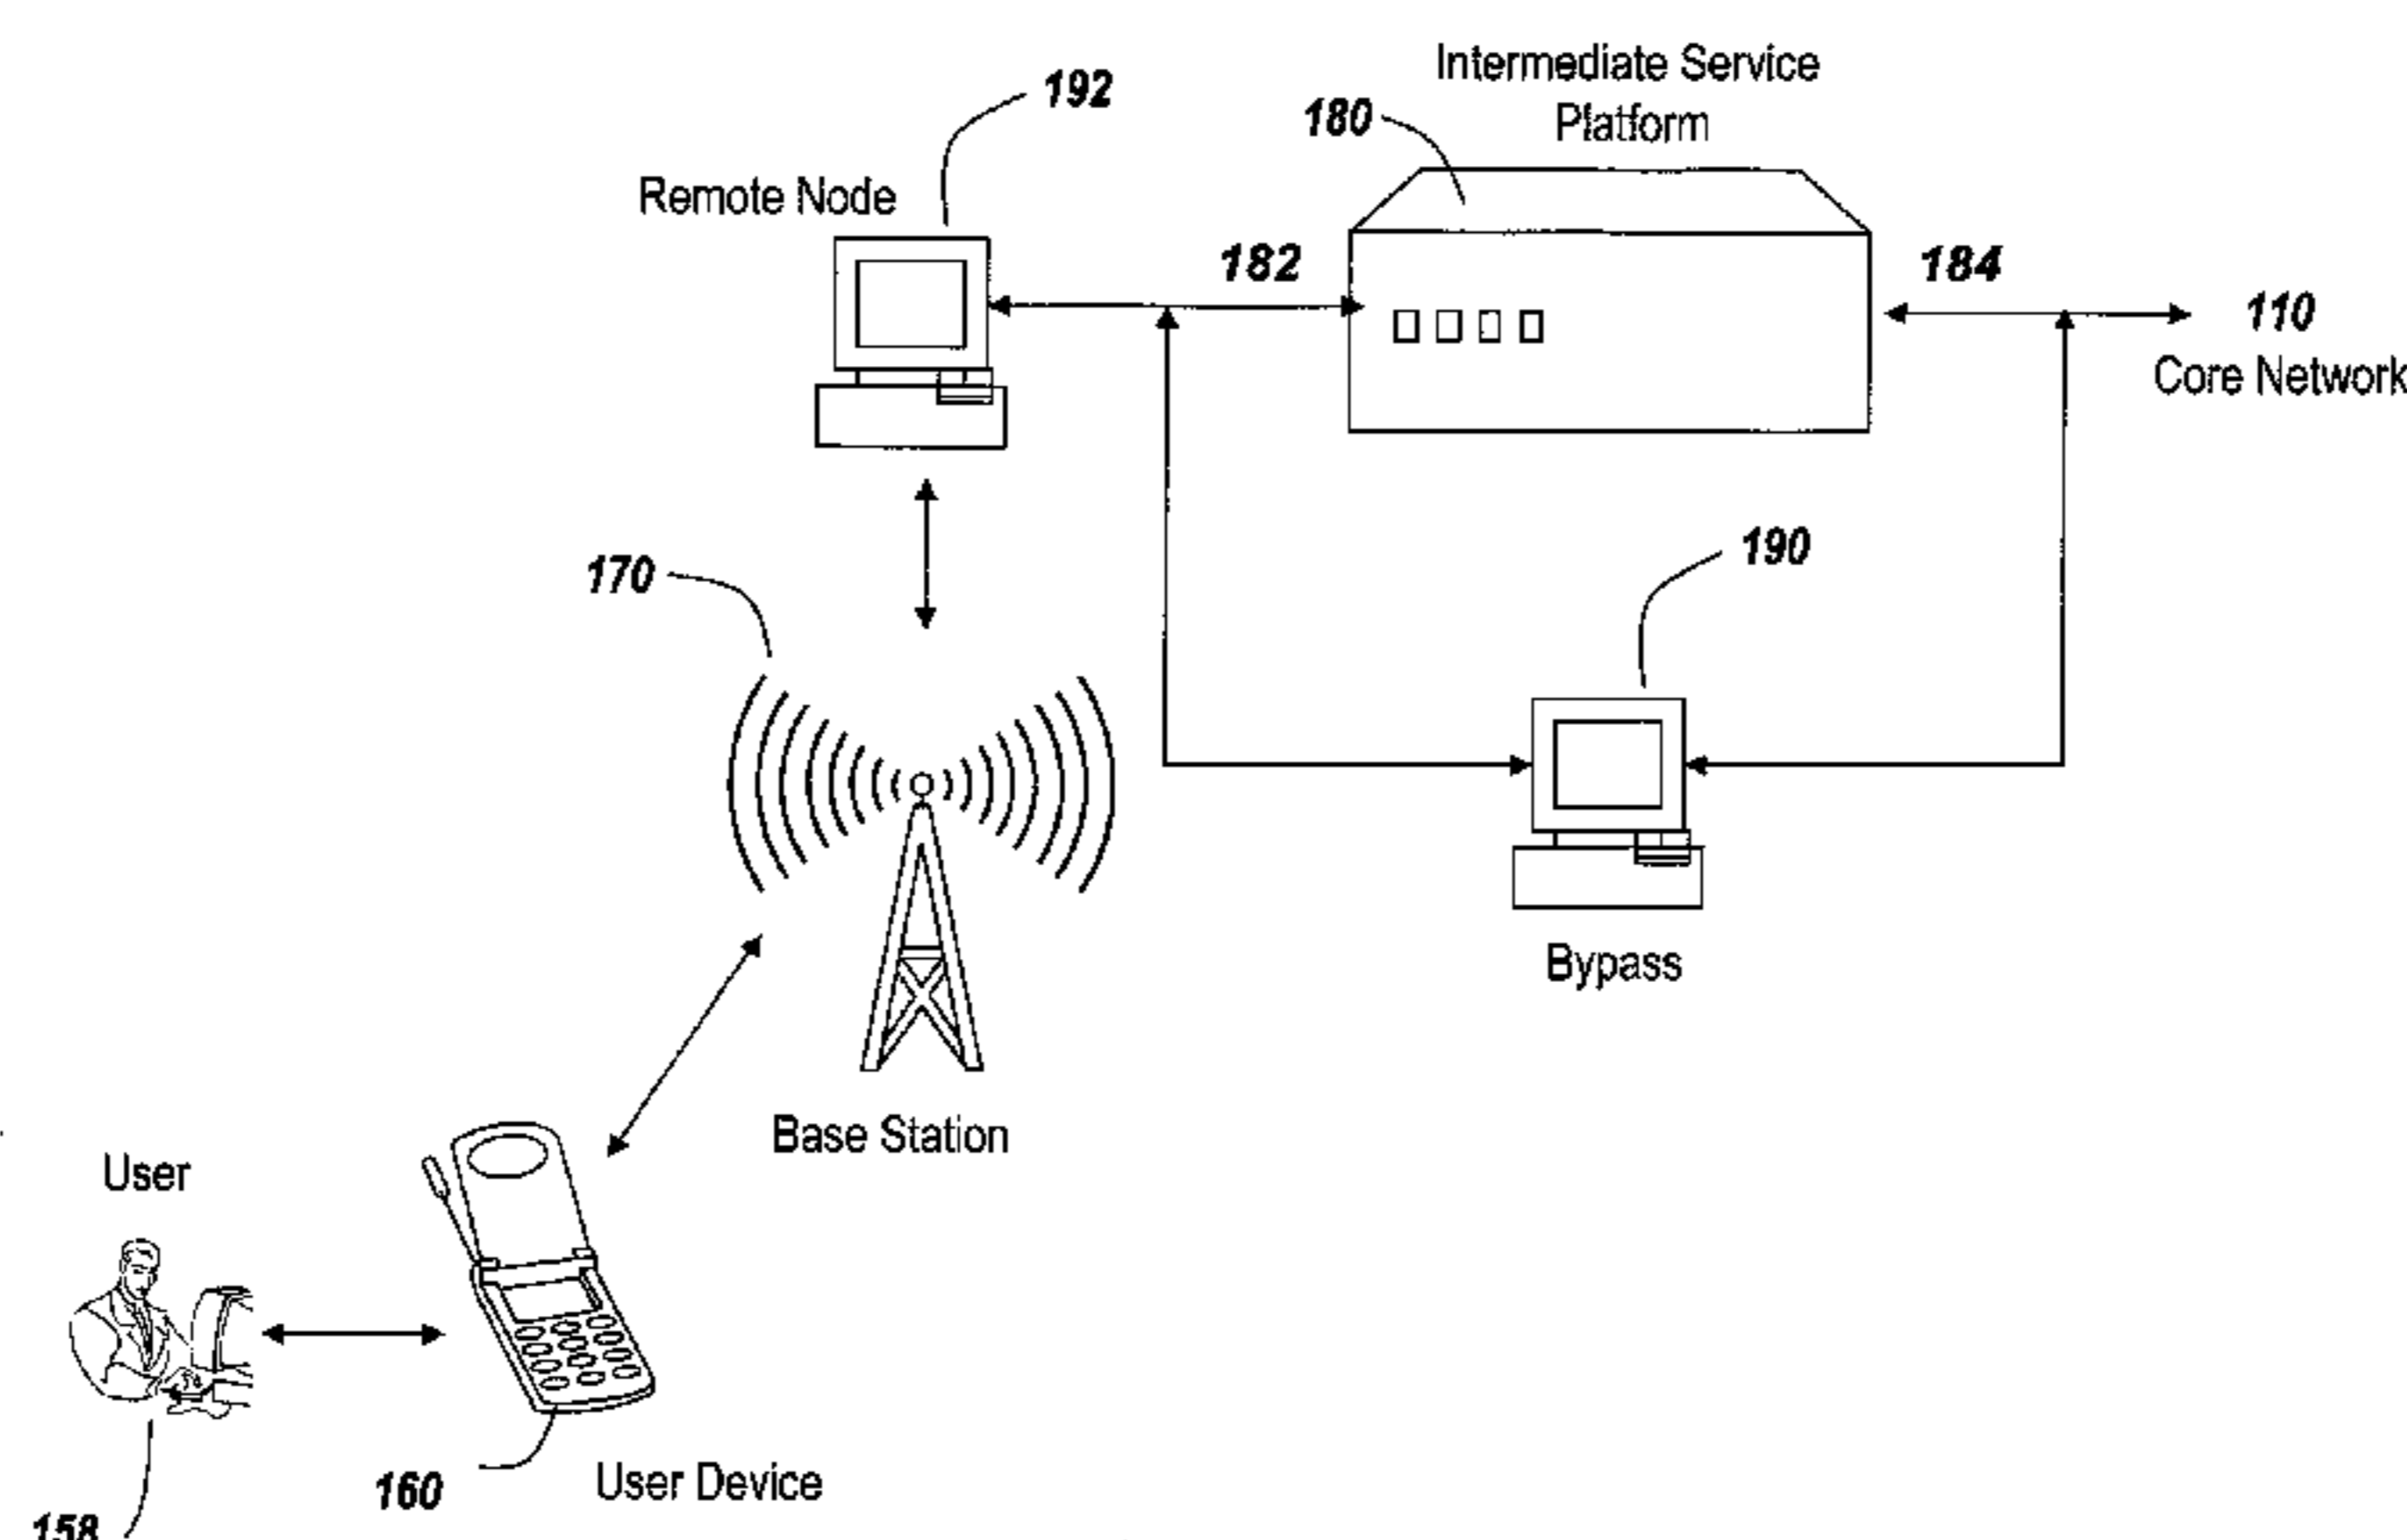 Intermediate Service
Platform
192
180
Remote Node
182
184
110
Core Network
170
190
Bypass
Base Station
User
160
User Device
158